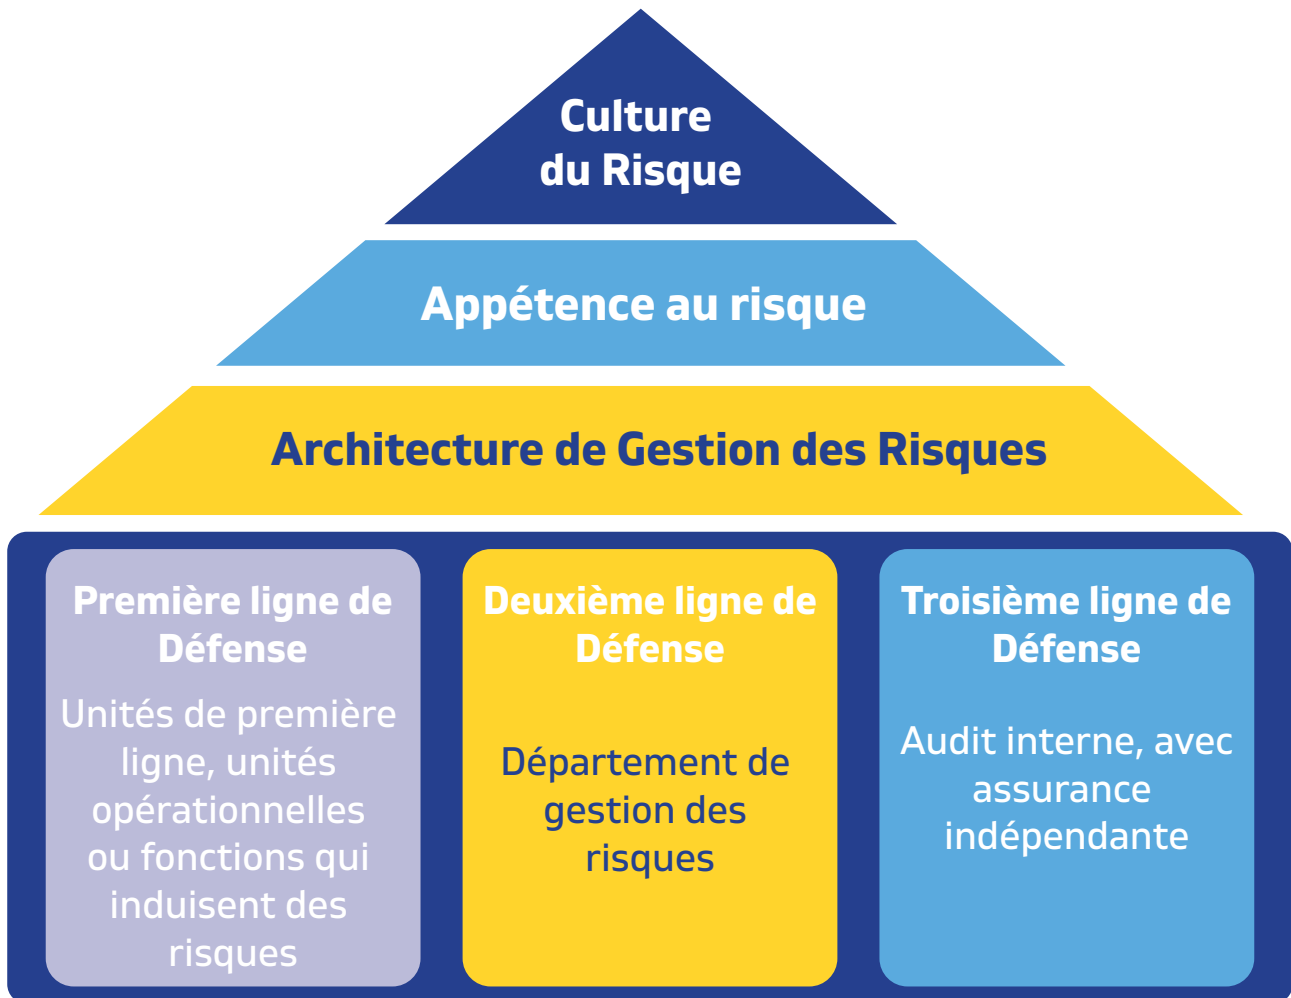 Culture
du Risque
Appétence au risque
Architecture de Gestion des Risques
Première ligne de
Défense
Unités de première
ligne, unités
opérationnelles
ou fonctions qui
induisent des
risques
Deuxième ligne de
Défense
Département de
gestion des
risques
Troisième ligne de
Défense
Audit interne, avec
assurance
indépendante